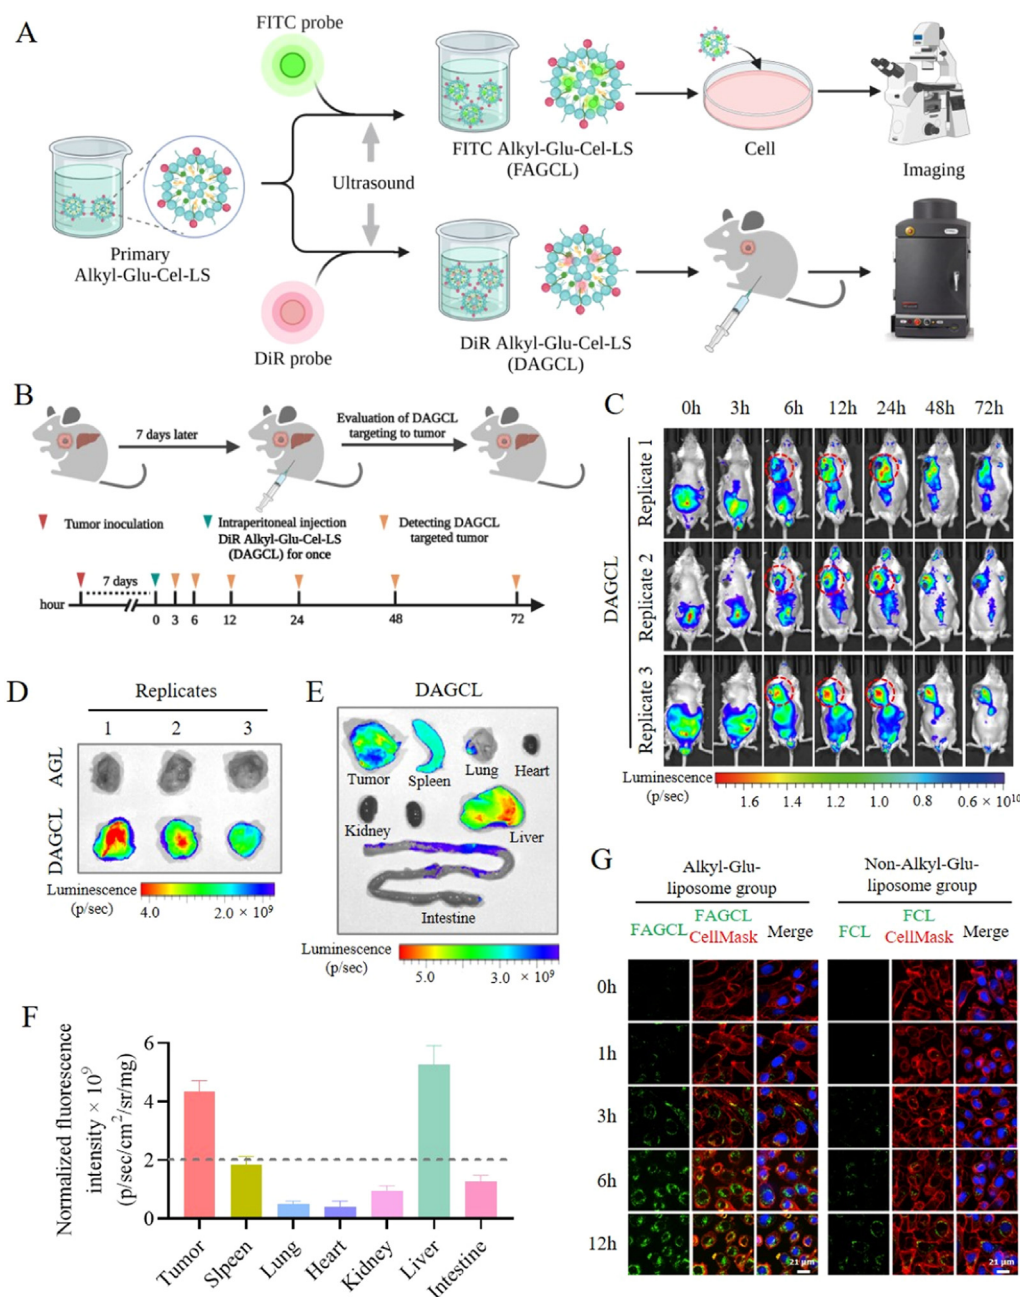 A
FITC probe
Primary
Alkyl-Glu-Cel-LS
Ultrasound
DiR probe
FITC Alkyl-Glu-Cel-LS
(FAGCL)
Cell
Imaging
DiR Alkyl-Glu-Cel-LS
(DAGCL)
B
7 days later
Evaluation of DAGCL
targeting to tumor
Tumor inoculation
Intraperitoneal injection
DiR Alkyl-Glu-Cel-LS
(DAGCL) for once
Detecting DAGCL
targeted tumor
7 days
hour
0 3 6 12 24 48 72
C
0h 3h 6h 12h 24h 48h 72h
DAGCL
Replicate 1
Replicate 2
Replicate 3
Luminescence
(p/sec)
1.6 1.4 1.2 1.0 0.8 0.6 × 10¹⁰
D
Replicates
1 2 3
AGL
DAGCL
Luminescence
(p/sec)
4.0 2.0 × 10⁹
E
DAGCL
Tumor Spleen Lung Heart
Kidney Liver
Intestine
Luminescence
(p/sec)
5.0 3.0 × 10⁹
F
Normalized fluorescence
intensity × 10⁹
(p/sec/cm²/sr/mg)
6
4
2
0
Tumor Slpeen Lung Heart Kidney Liver Intestine
G
Alkyl-Glu-
liposome group
Non-Alkyl-Glu-
liposome group
FAGCL FAGCL CellMask Merge
FCL FCL CellMask Merge
0h
1h
3h
6h
12h
21 μm
21 μm